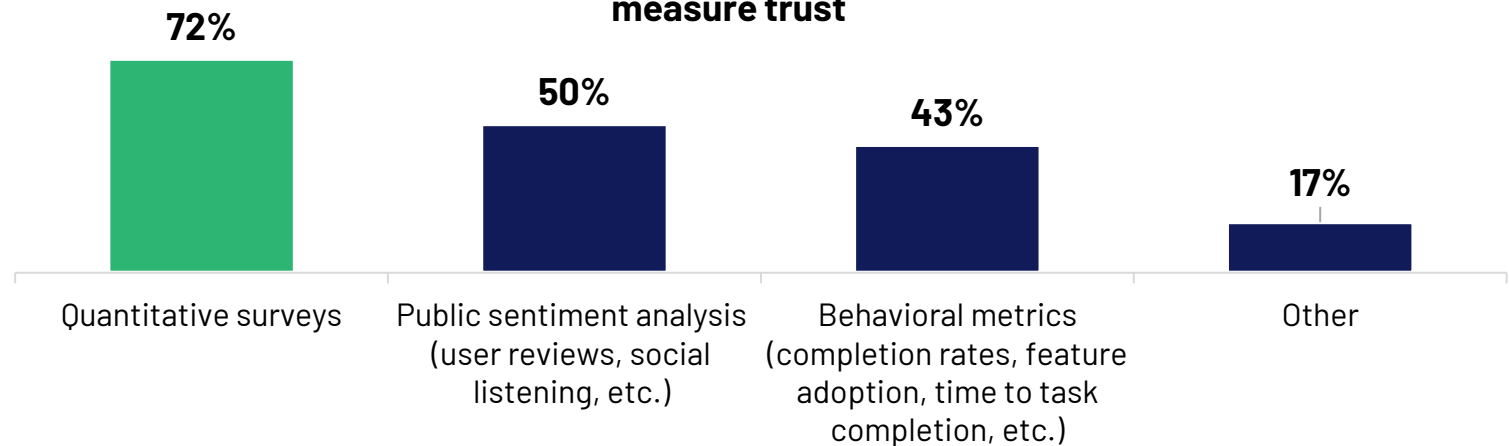 measure trust
72%
50%
43%
17%
Quantitative surveys
Public sentiment analysis
(user reviews, social
listening, etc.)
Behavioral metrics
(completion rates, feature
adoption, time to task
completion, etc.)
Other